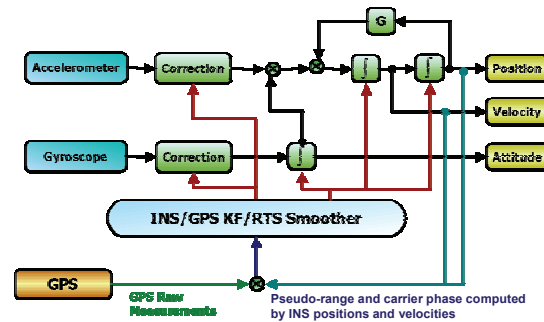 G
Accelerometer
Correction
Position
Velocity
Gyroscope
Correction
Attitude
INS/GPS KF/RTS Smoother
GPS
GPS Raw
Measurements
Pseudo-range and carrier phase computed
by INS positions and velocities